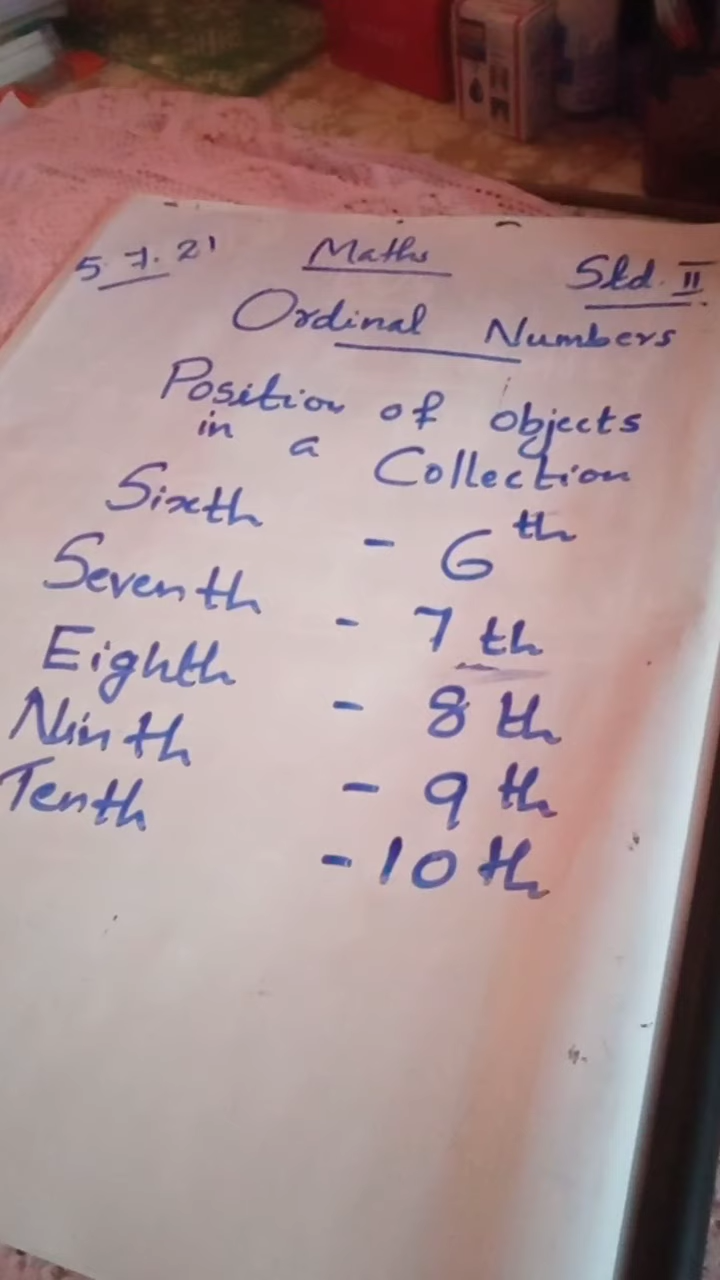 5.7.21 Maths Std. II
Ordinal Numbers
Position of objects
in a Collection
Sixth - 6th
Seventh - 7th
Eighth - 8th
Ninth - 9th
Tenth - 10th